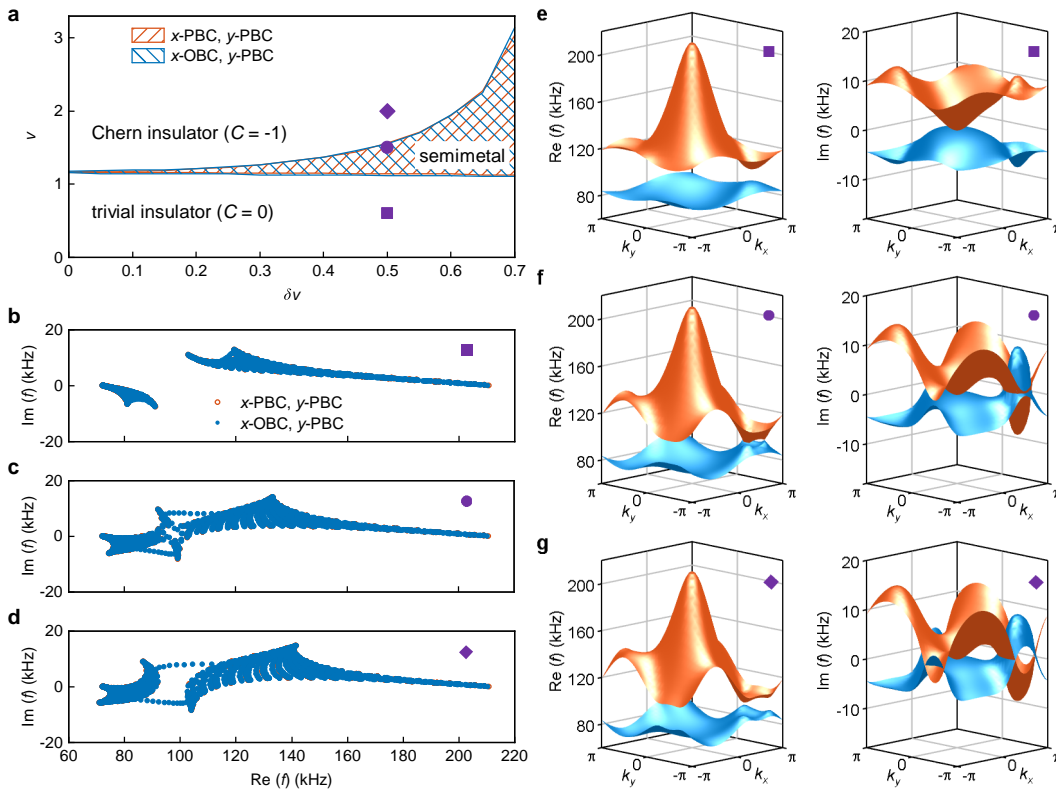 a
x-PBC, y-PBC
x-OBC, y-PBC
Chern insulator (C = -1)
semimetal
trivial insulator (C = 0)
v
3
2
1
0
0 0.1 0.2 0.3 0.4 0.5 0.6 0.7
δv
b
Im (f) (kHz)
20
0
-20
x-PBC, y-PBC
x-OBC, y-PBC
c
Im (f) (kHz)
20
0
-20
d
Im (f) (kHz)
20
0
-20
60 80 100 120 140 160 180 200 220
Re (f) (kHz)
e
Re (f) (kHz)
200
160
120
80
π 0 -π -π 0 π
k_y k_x
Im (f) (kHz)
20
10
0
-10
π 0 -π -π 0 π
k_y k_x
f
Re (f) (kHz)
200
160
120
80
π 0 -π -π 0 π
k_y k_x
Im (f) (kHz)
20
10
0
-10
π 0 -π -π 0 π
k_y k_x
g
Re (f) (kHz)
200
160
120
80
π 0 -π -π 0 π
k_y k_x
Im (f) (kHz)
20
10
0
-10
π 0 -π -π 0 π
k_y k_x